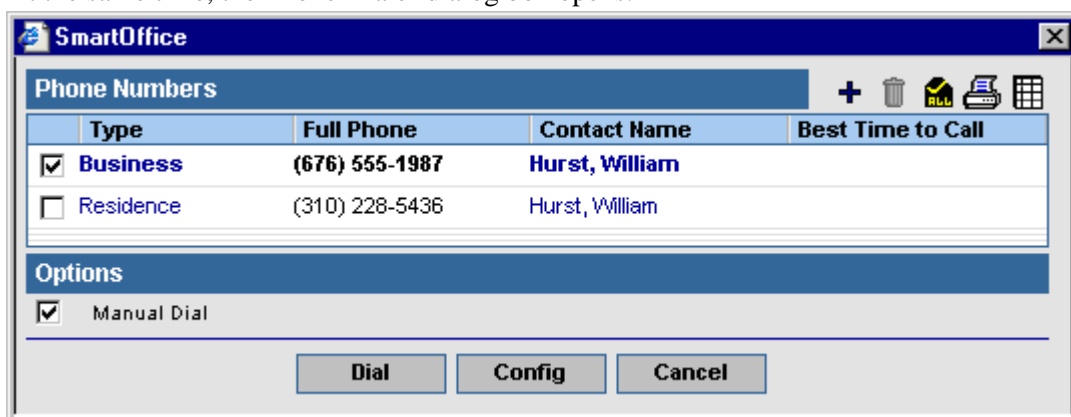 SmartOffice
Phone Numbers
ALL
Type Full Phone Contact Name Best Time to Call
Business (676) 555-1987 Hurst, William
Residence (310) 228-5436 Hurst, William
Options
Manual Dial
Dial Config Cancel